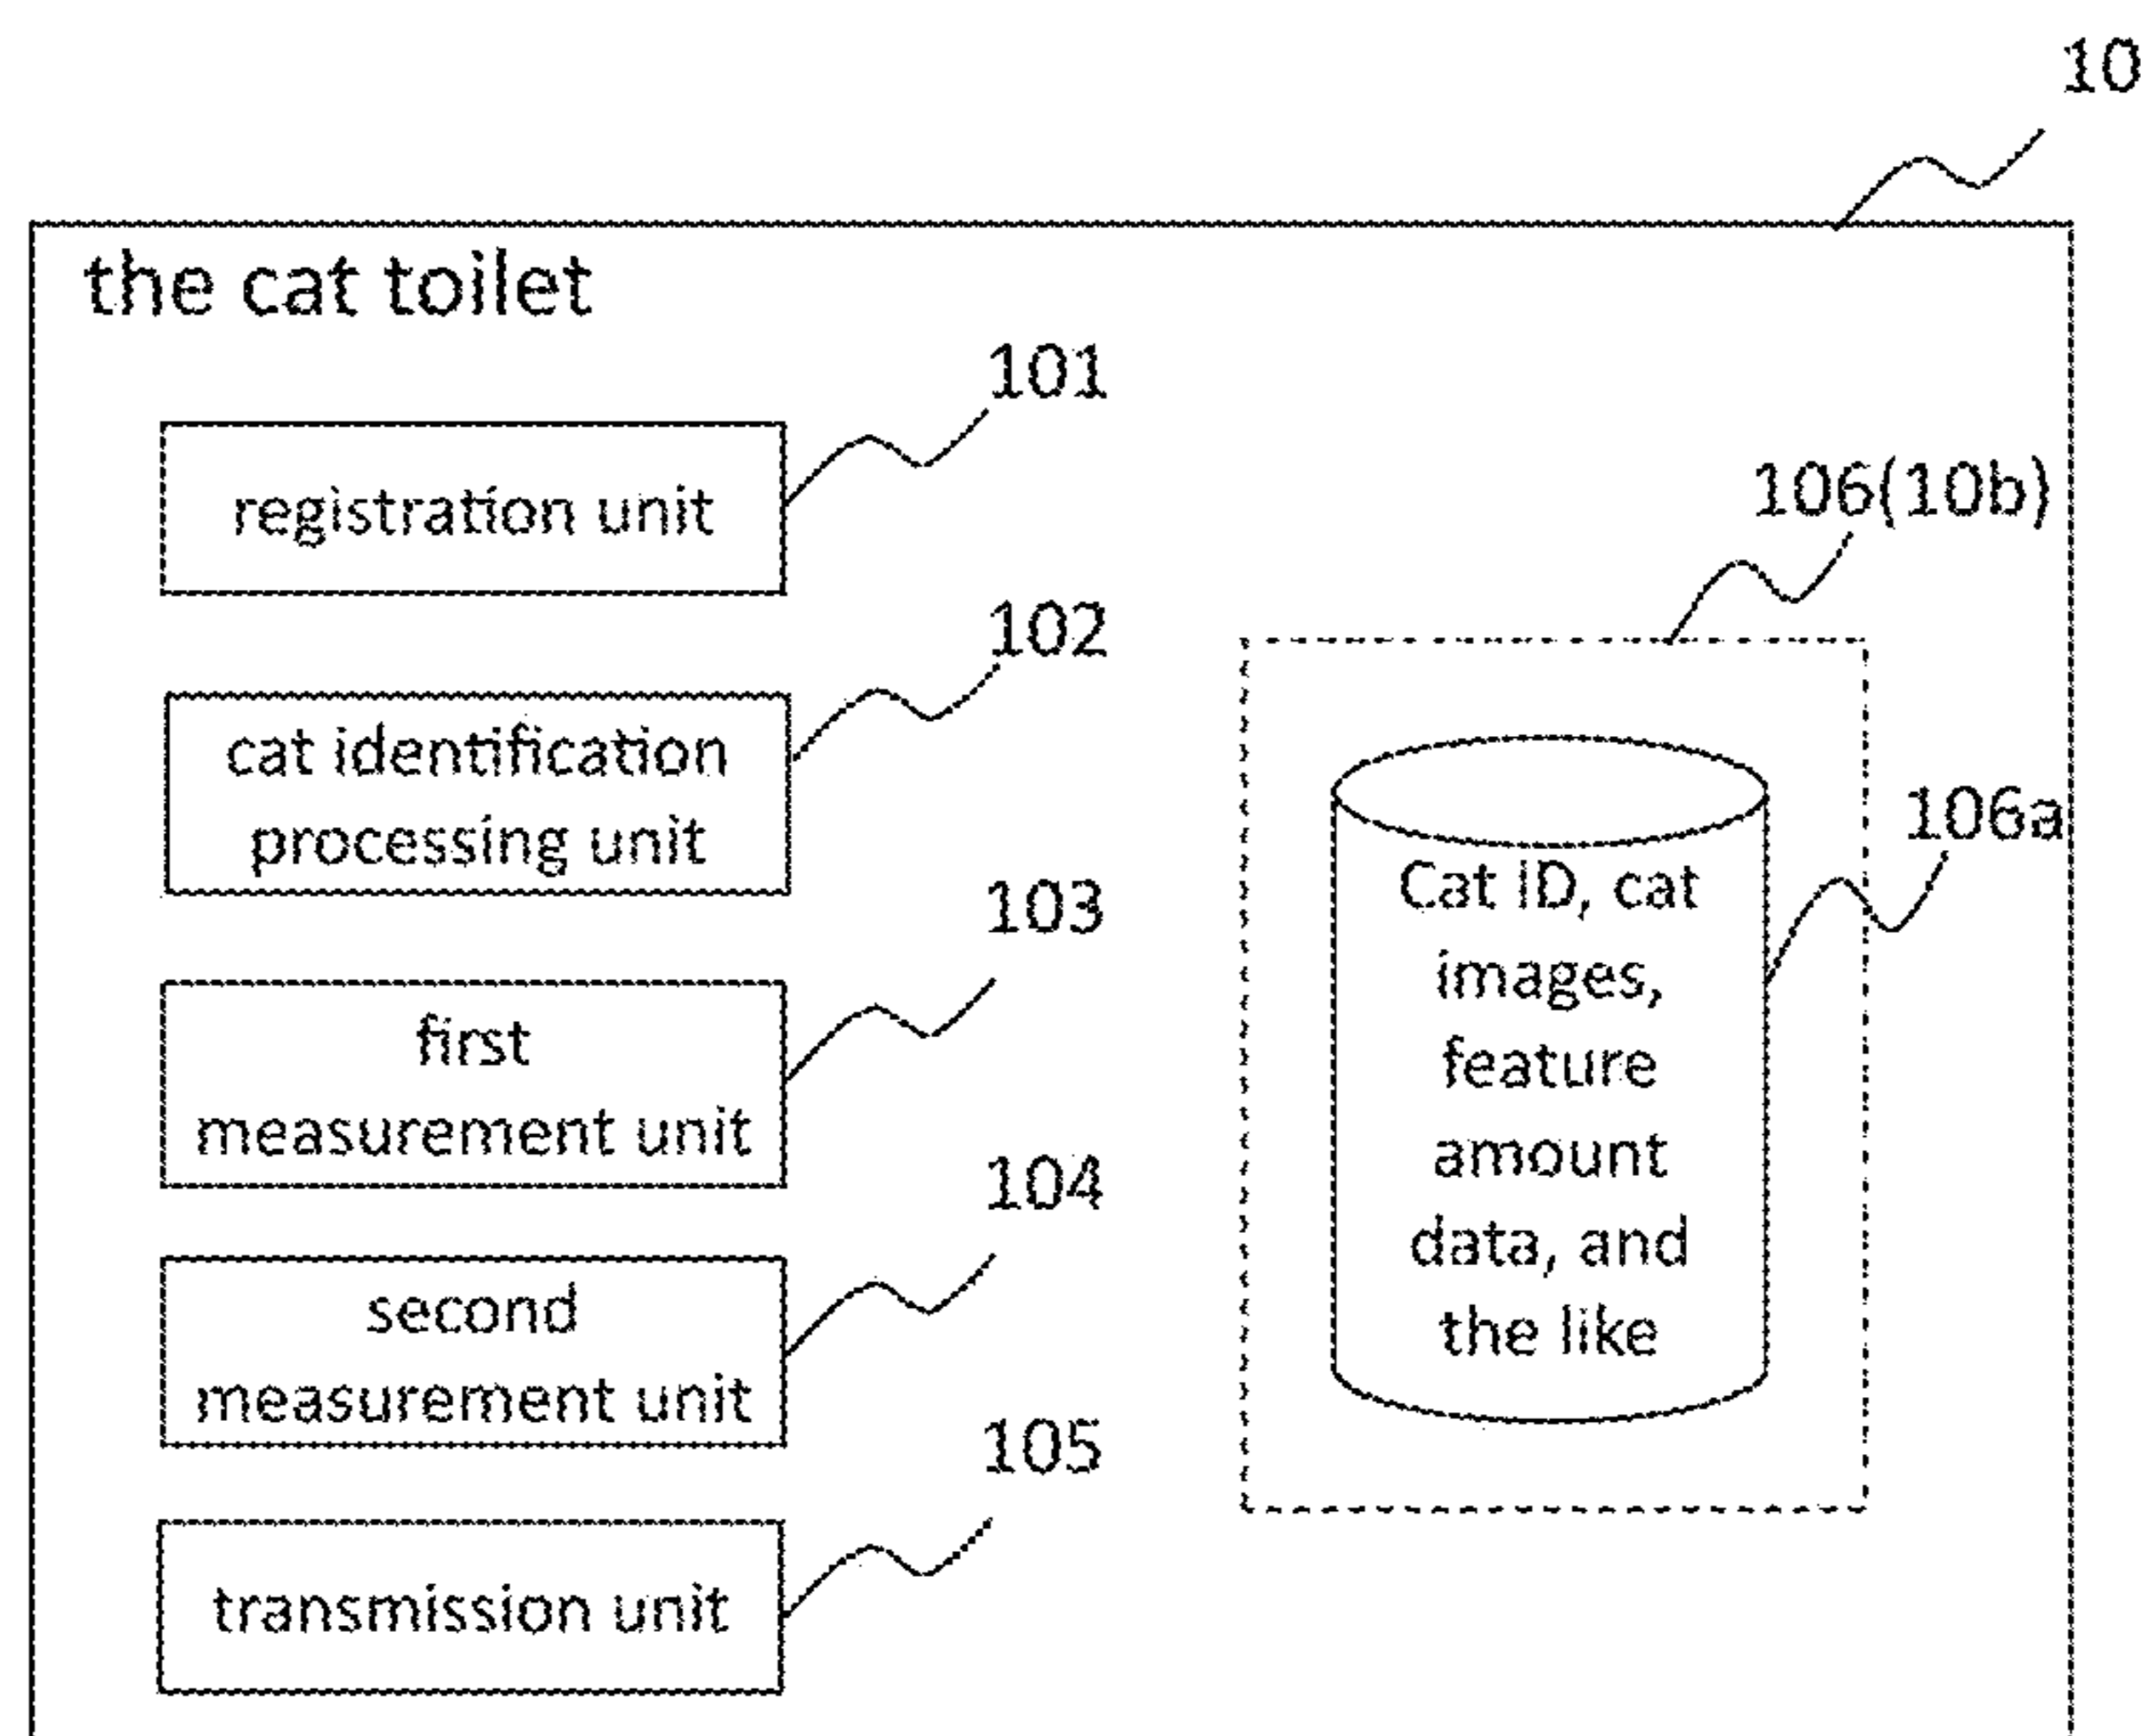 10
the cat toilet
101
registration unit
106(10b)
102
cat identification
processing unit
106a
103
first
measurement unit
Cat ID, cat
images,
feature
amount
data, and
the like
104
second
measurement unit
105
transmission unit